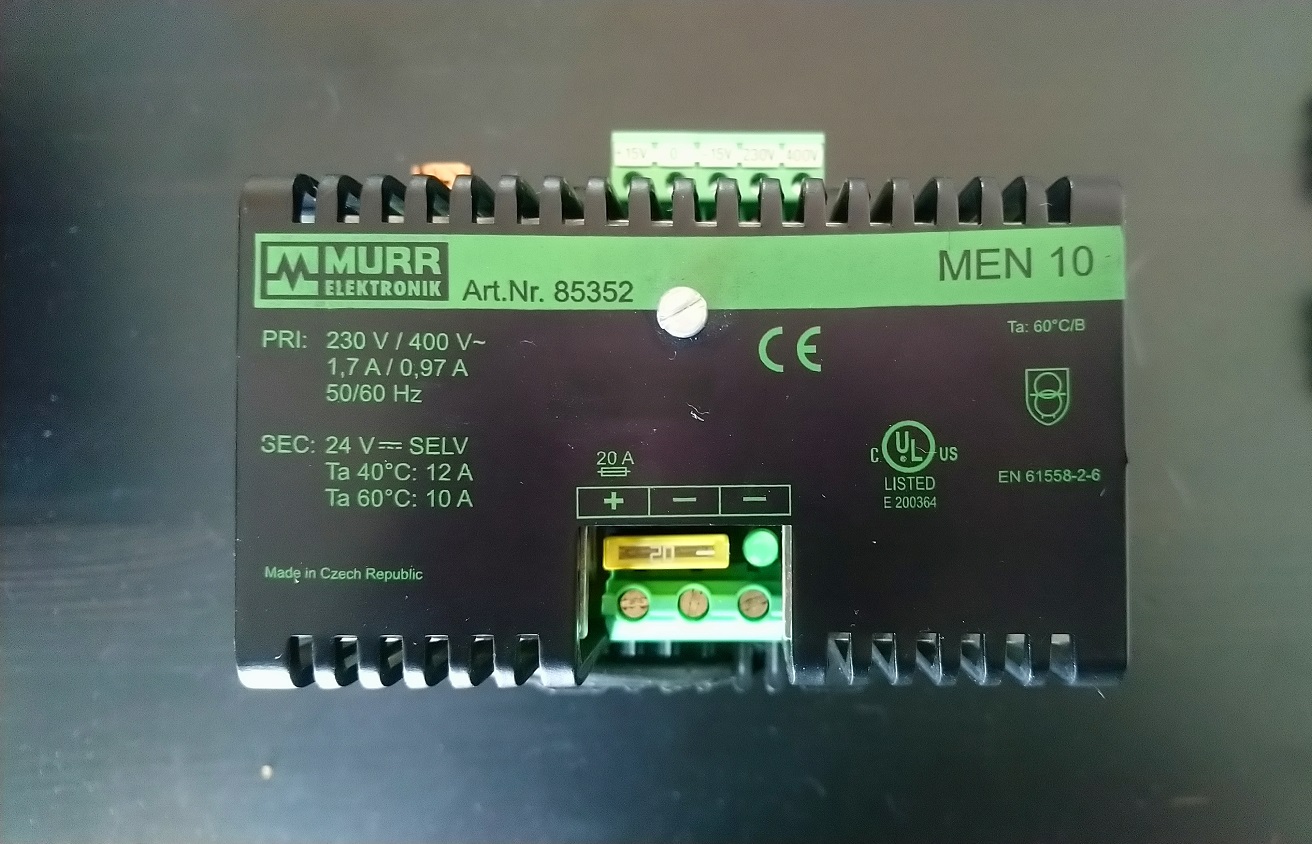 +15V 0 -15V 230V 400V
MURR
ELEKTRONIK
Art.Nr. 85352
MEN 10
PRI: 230 V / 400 V~
1,7 A / 0,97 A
50/60 Hz
Ta: 60°C/B
SEC: 24 V⎓ SELV
Ta 40°C: 12 A
Ta 60°C: 10 A
CE
20 A
+ − −
C UL US
LISTED
E 200364
EN 61558-2-6
20
Made in Czech Republic